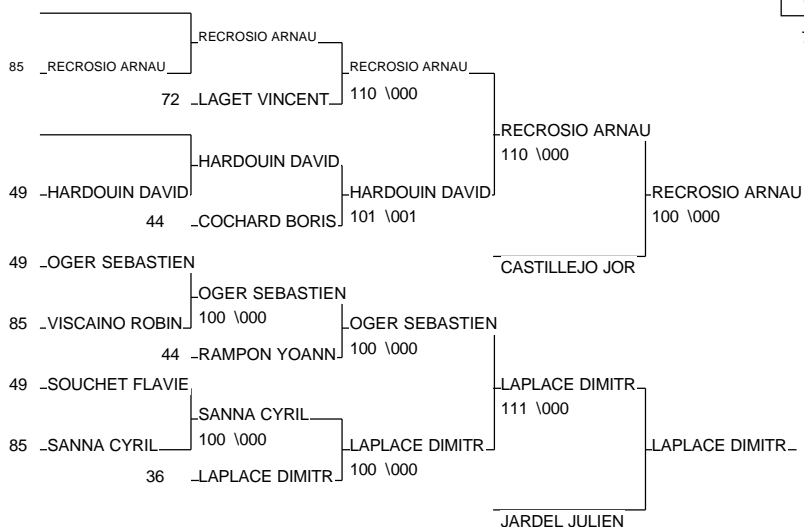 RECROSIO ARNAU
85 RECROSIO ARNAU
RECROSIO ARNAU
72 LAGET VINCENT
110 \000
RECROSIO ARNAU
110 \000
HARDOUIN DAVID
49 HARDOUIN DAVID
HARDOUIN DAVID
RECROSIO ARNAU
44 COCHARD BORIS
101 \001
100 \000
49 OGER SEBASTIEN
CASTILLEJO JOR
OGER SEBASTIEN
100 \000
85 VISCAINO ROBIN
OGER SEBASTIEN
44 RAMPON YOANN
100 \000
49 SOUCHET FLAVIE
LAPLACE DIMITR
111 \000
SANNA CYRIL
100 \000
85 SANNA CYRIL
LAPLACE DIMITR
LAPLACE DIMITR
36 LAPLACE DIMITR
100 \000
JARDEL JULIEN